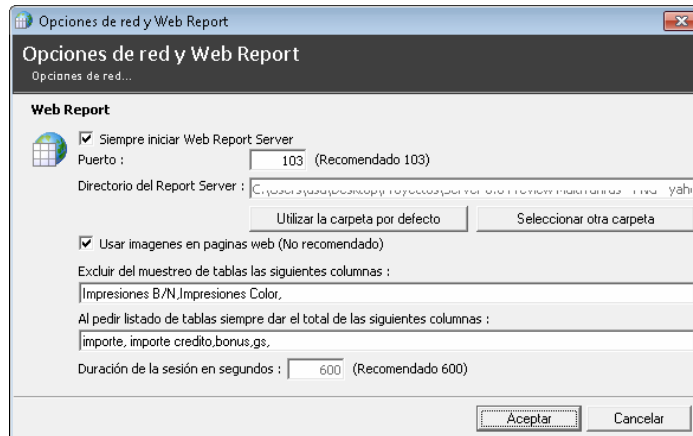 Opciones de red y Web Report
Opciones de red y Web Report
Opciones de red...
Web Report
Siempre iniciar Web Report Server
Puerto : 103 (Recomendado 103)
Directorio del Report Server :
Utilizar la carpeta por defecto Seleccionar otra carpeta
Usar imagenes en paginas web (No recomendado)
Excluir del muestreo de tablas las siguientes columnas :
Impresiones B/N,Impresiones Color,
Al pedir listado de tablas siempre dar el total de las siguientes columnas :
importe, importe credito,bonus,gs,
Duración de la sesión en segundos : 600 (Recomendado 600)
Aceptar Cancelar